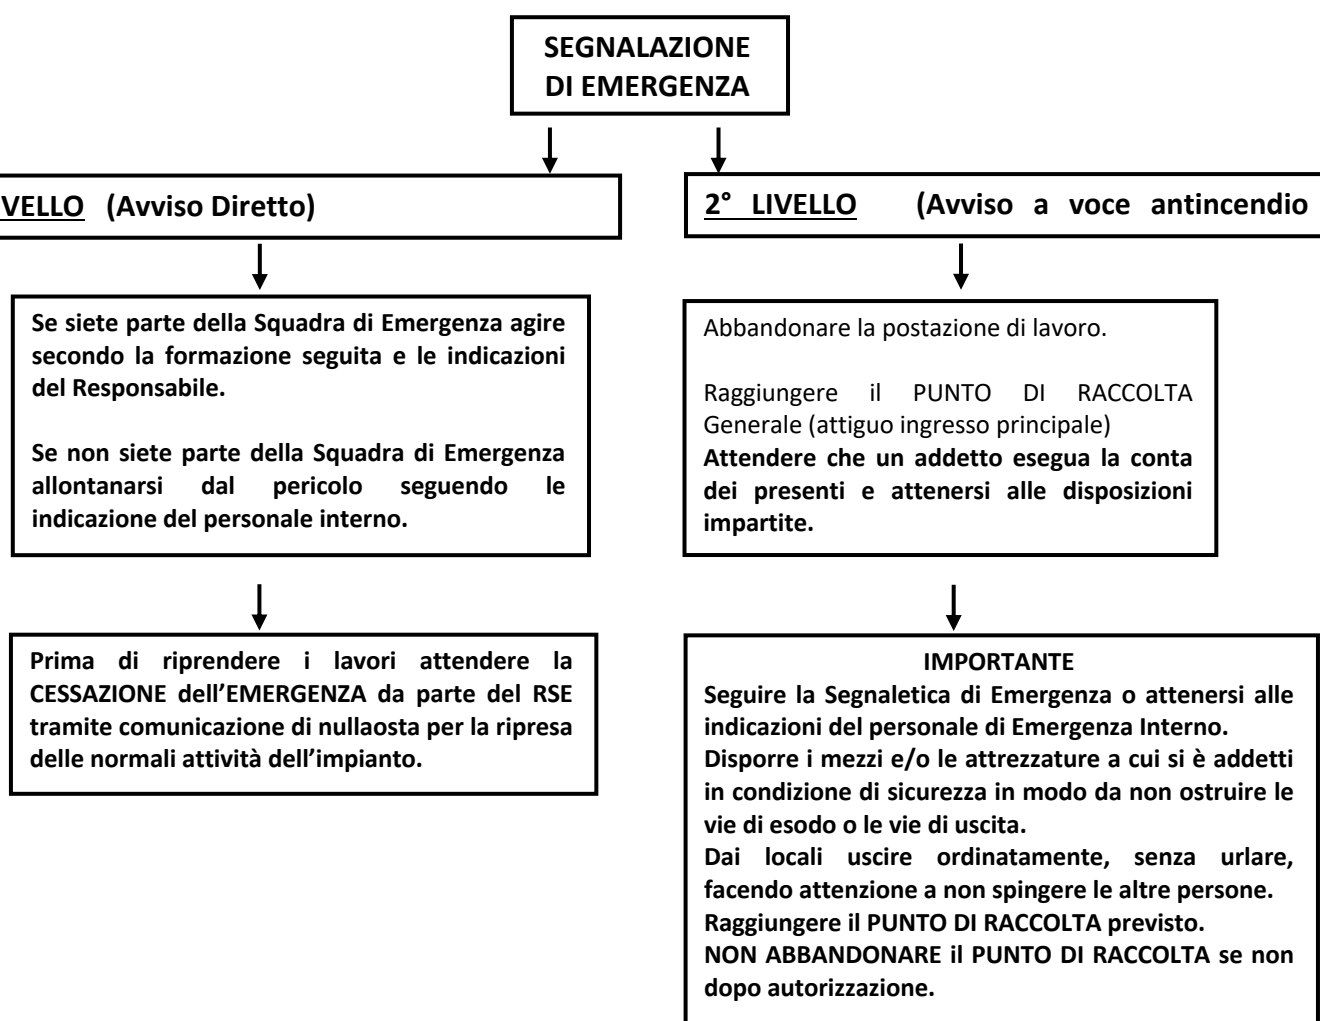 SEGNALAZIONE
DI EMERGENZA
VELLO (Avviso Diretto)
2° LIVELLO (Avviso a voce antincendio
Se siete parte della Squadra di Emergenza agire
secondo la formazione seguita e le indicazioni
del Responsabile.
Se non siete parte della Squadra di Emergenza
allontanarsi dal pericolo seguendo le
indicazione del personale interno.
Abbandonare la postazione di lavoro.
Raggiungere il PUNTO DI RACCOLTA
Generale (attiguo ingresso principale)
Attendere che un addetto esegua la conta
dei presenti e attenersi alle disposizioni
impartite.
Prima di riprendere i lavori attendere la
CESSAZIONE dell’EMERGENZA da parte del RSE
tramite comunicazione di nullaosta per la ripresa
delle normali attività dell’impianto.
IMPORTANTE
Seguire la Segnaletica di Emergenza o attenersi alle
indicazioni del personale di Emergenza Interno.
Disporre i mezzi e/o le attrezzature a cui si è addetti
in condizione di sicurezza in modo da non ostruire le
vie di esodo o le vie di uscita.
Dai locali uscire ordinatamente, senza urlare,
facendo attenzione a non spingere le altre persone.
Raggiungere il PUNTO DI RACCOLTA previsto.
NON ABBANDONARE il PUNTO DI RACCOLTA se non
dopo autorizzazione.